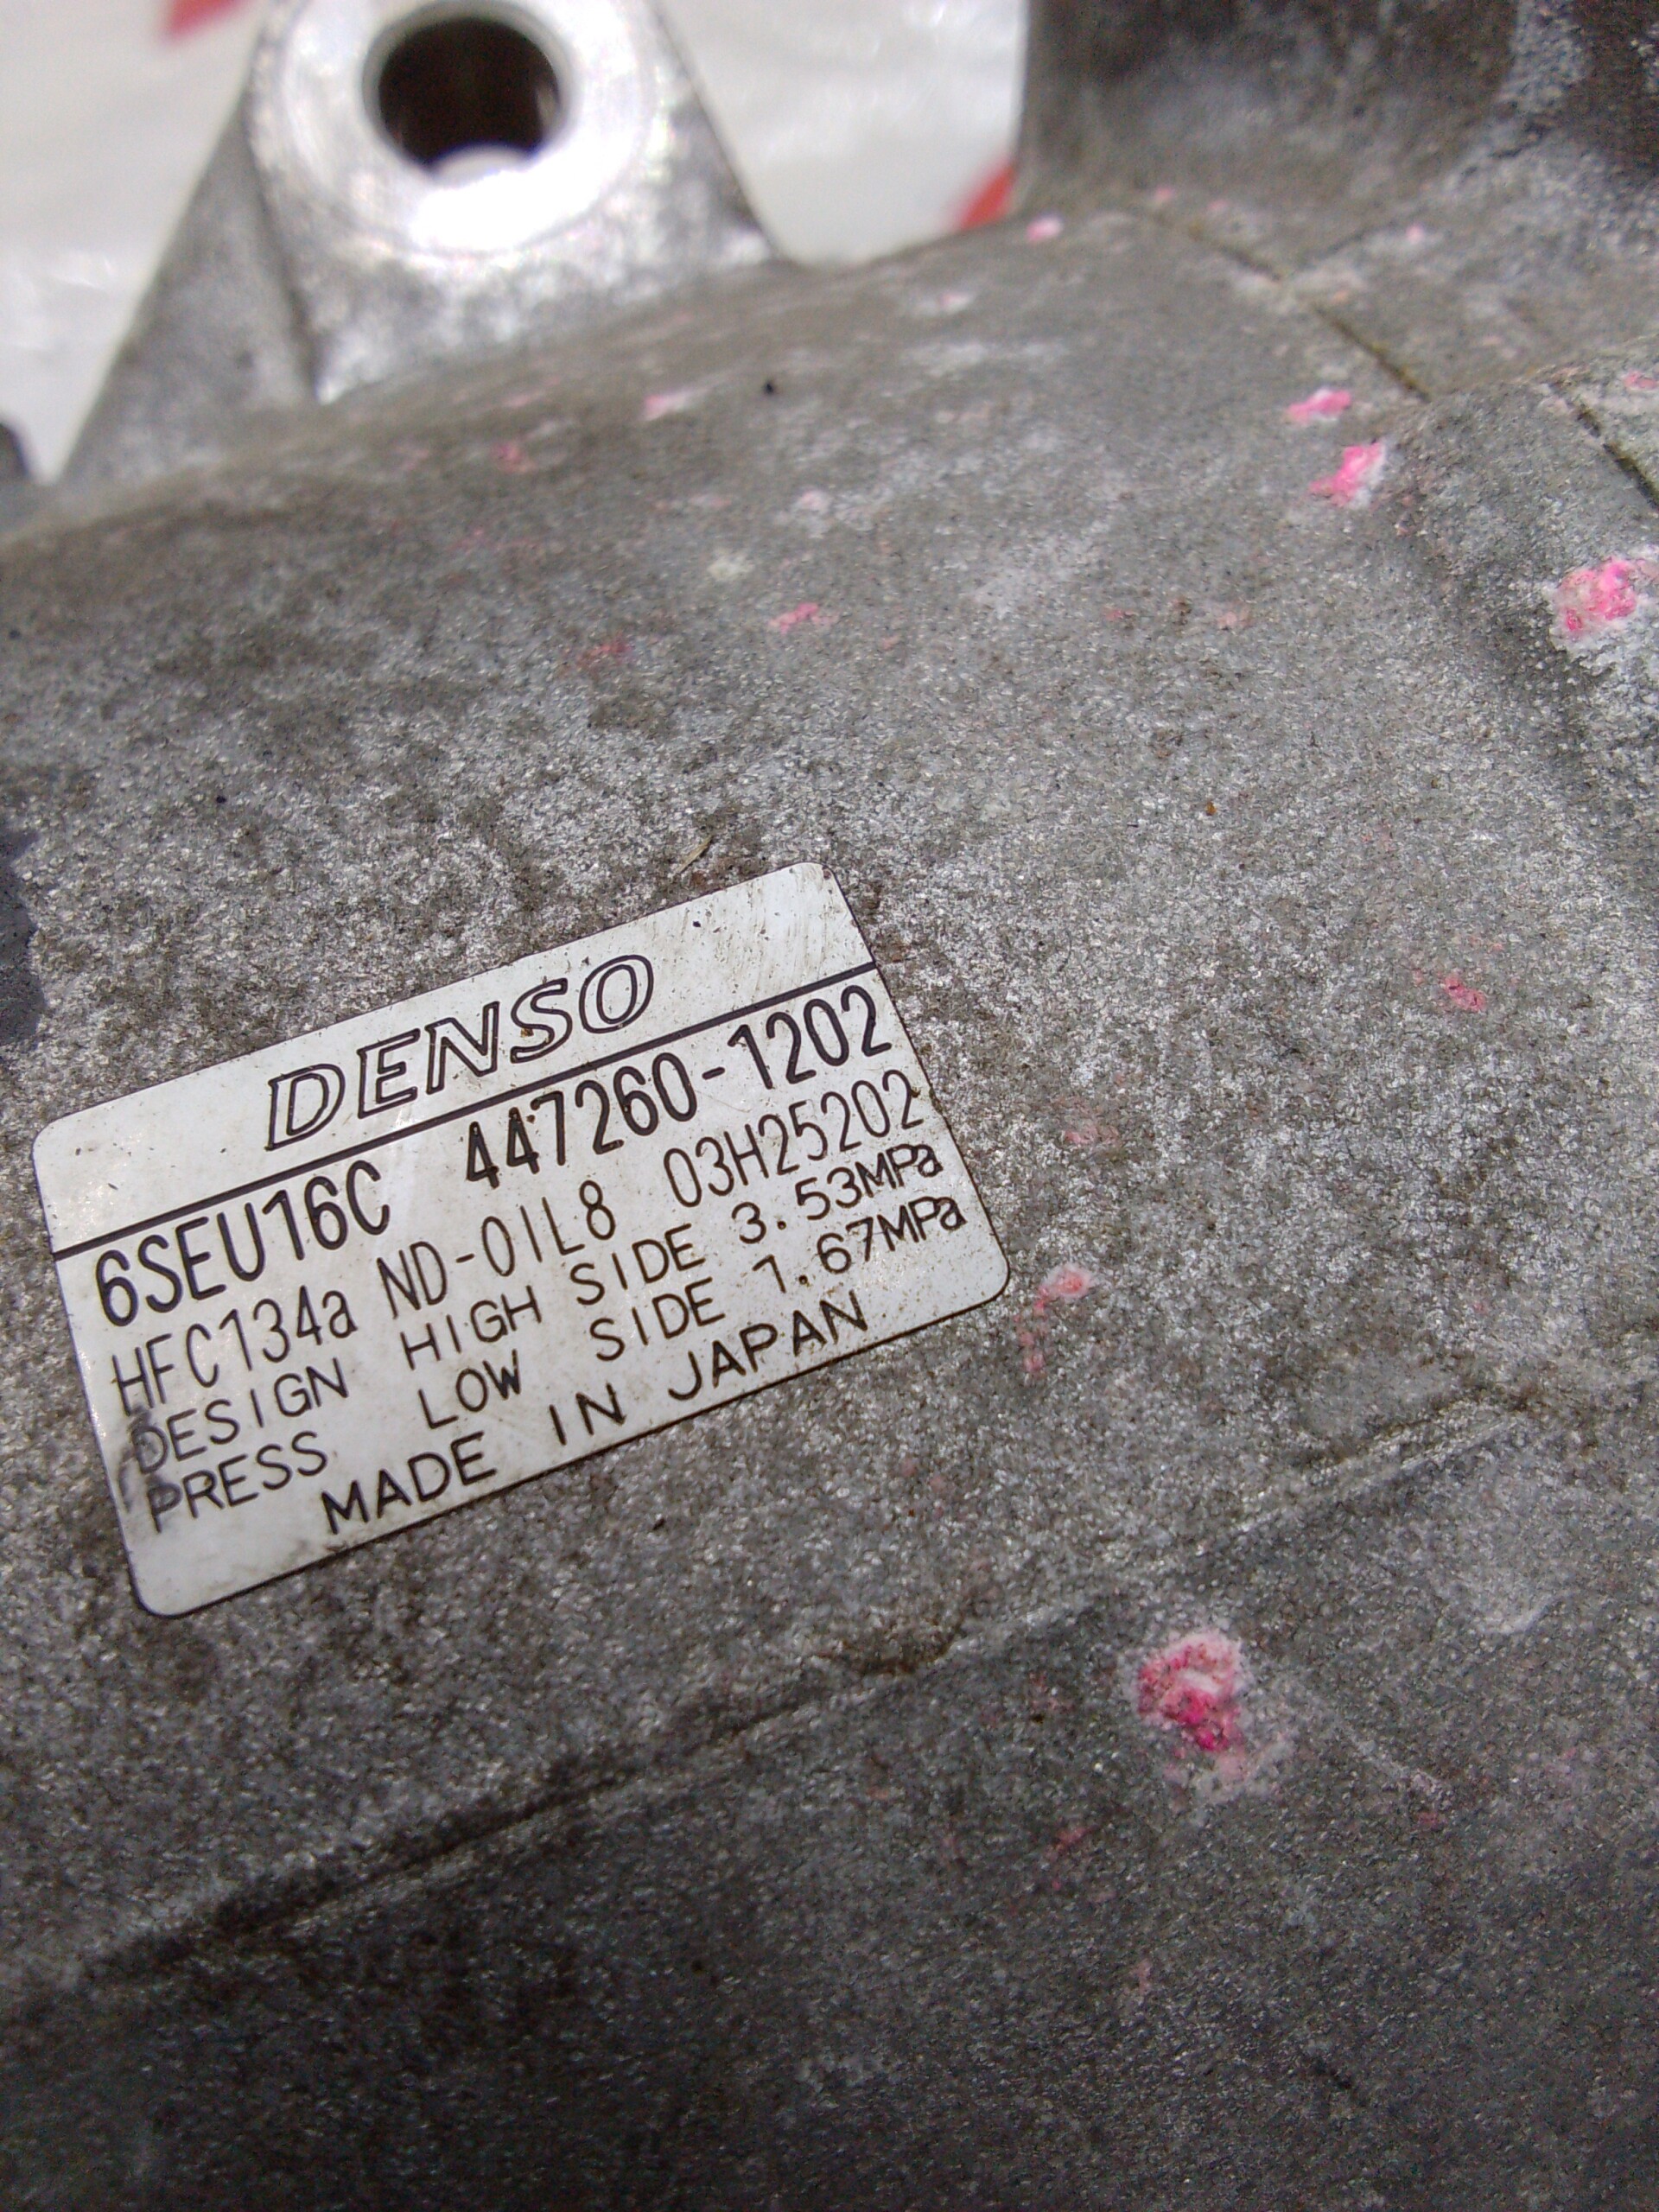 DENSO
6SEU16C 447260-1202
HFC134a ND-OIL8 03H25202
DESIGN HIGH SIDE 3.53MPa
PRESS LOW SIDE 1.67MPa
MADE IN JAPAN